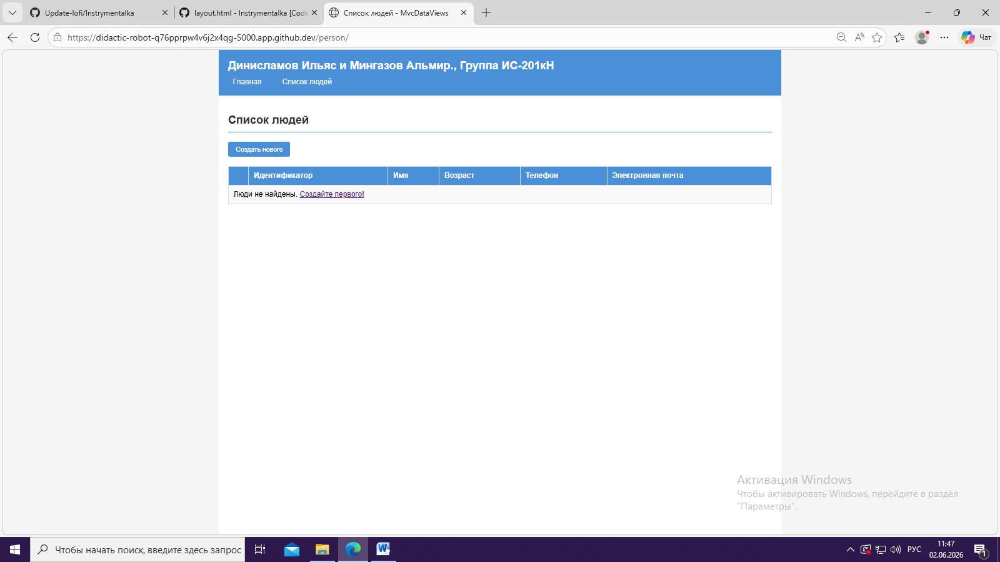 Update-lofi/Instrymentalka
layout.html - Instrymentalka [Code
Список людей - MvcDataViews
https://didactic-robot-q76pprpw4v6j2x4qg-5000.app.github.dev/person/
Чат
Динисламов Ильяс и Мингазов Альмир., Группа ИС-201кН
Главная Список людей
Список людей
Создать нового
Идентификатор Имя Возраст Телефон Электронная почта
Люди не найдены. Создайте первого!
Активация Windows
Чтобы активировать Windows, перейдите в раздел
"Параметры".
Чтобы начать поиск, введите здесь запрос
РУС
11:47
02.06.2026
1